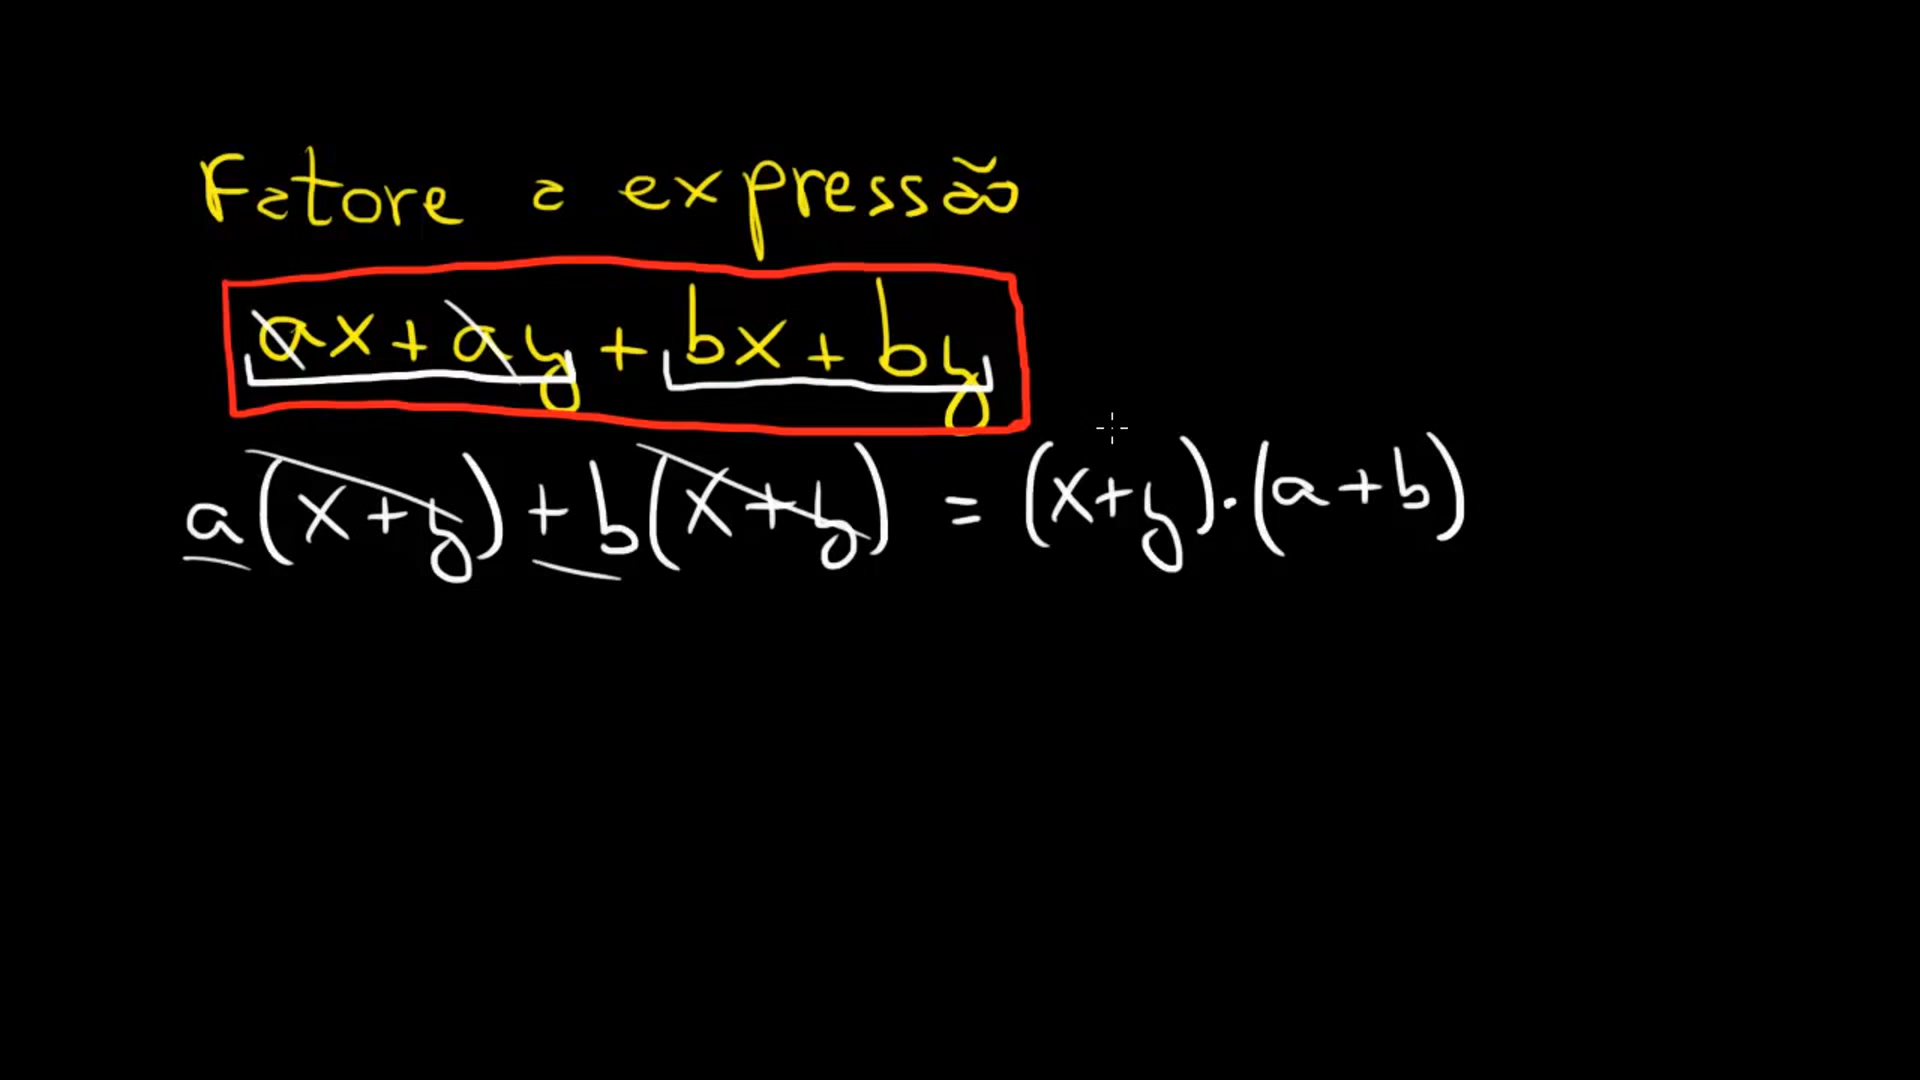 Fatore a expressão
ax+ay+bx+by
a(x+y)+b(x+y) = (x+y).(a+b)